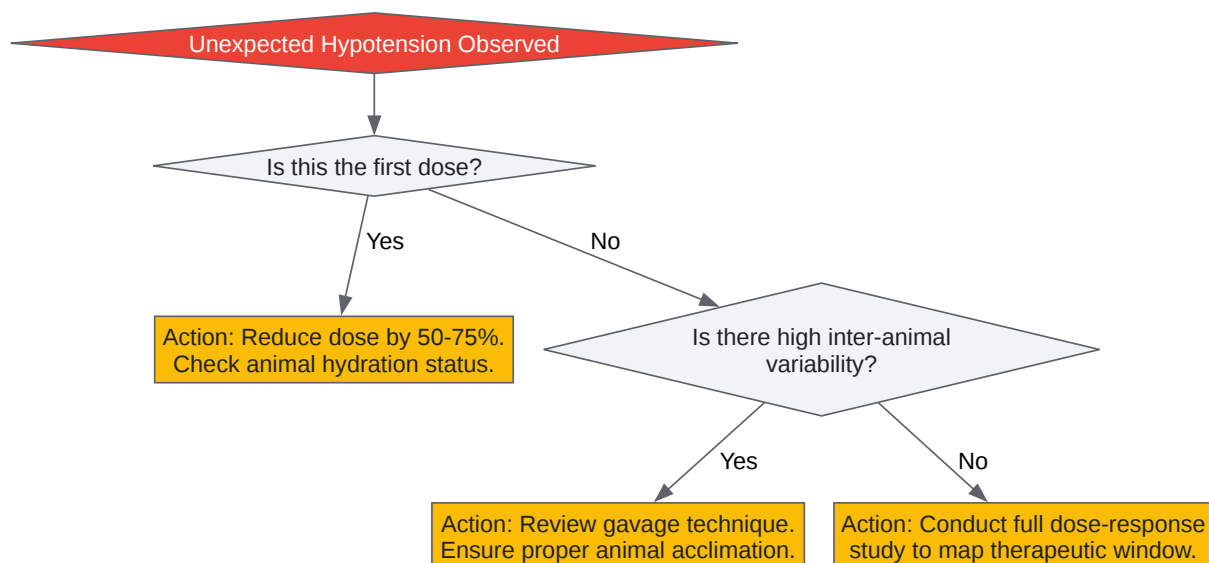 Unexpected Hypotension Observed
Is this the first dose?
Yes
No
Action: Reduce dose by 50-75%.
Check animal hydration status.
Is there high inter-animal
variability?
Yes
No
Action: Review gavage technique.
Ensure proper animal acclimation.
Action: Conduct full dose-response
study to map therapeutic window.